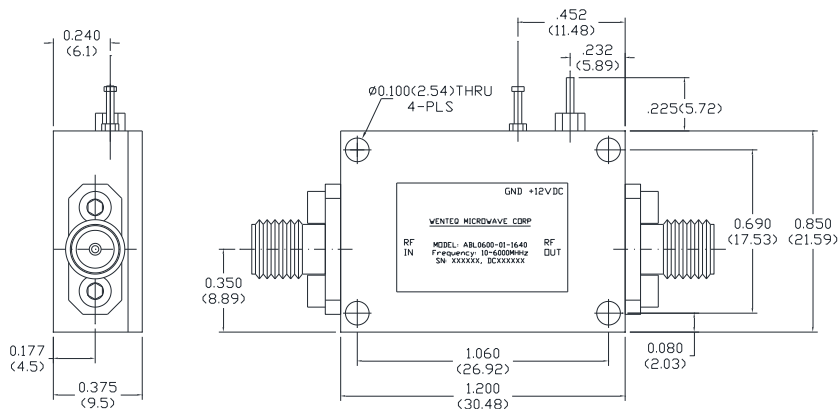 0.240
(6.1)
.452
(11.48)
.232
(5.89)
.225(5.72)
Ø0.100(2.54)THRU
4-PLS
GND +12VDC
WENTEQ MICROWAVE CORP
RF
IN
MODEL: ABL0600-01-1640
Frequency: 10-6000MHHz
SN: XXXXXX, DCXXXXXX
RF
OUT
0.350
(8.89)
0.690
(17.53)
0.850
(21.59)
0.177
(4.5)
0.375
(9.5)
1.060
(26.92)
1.200
(30.48)
0.080
(2.03)